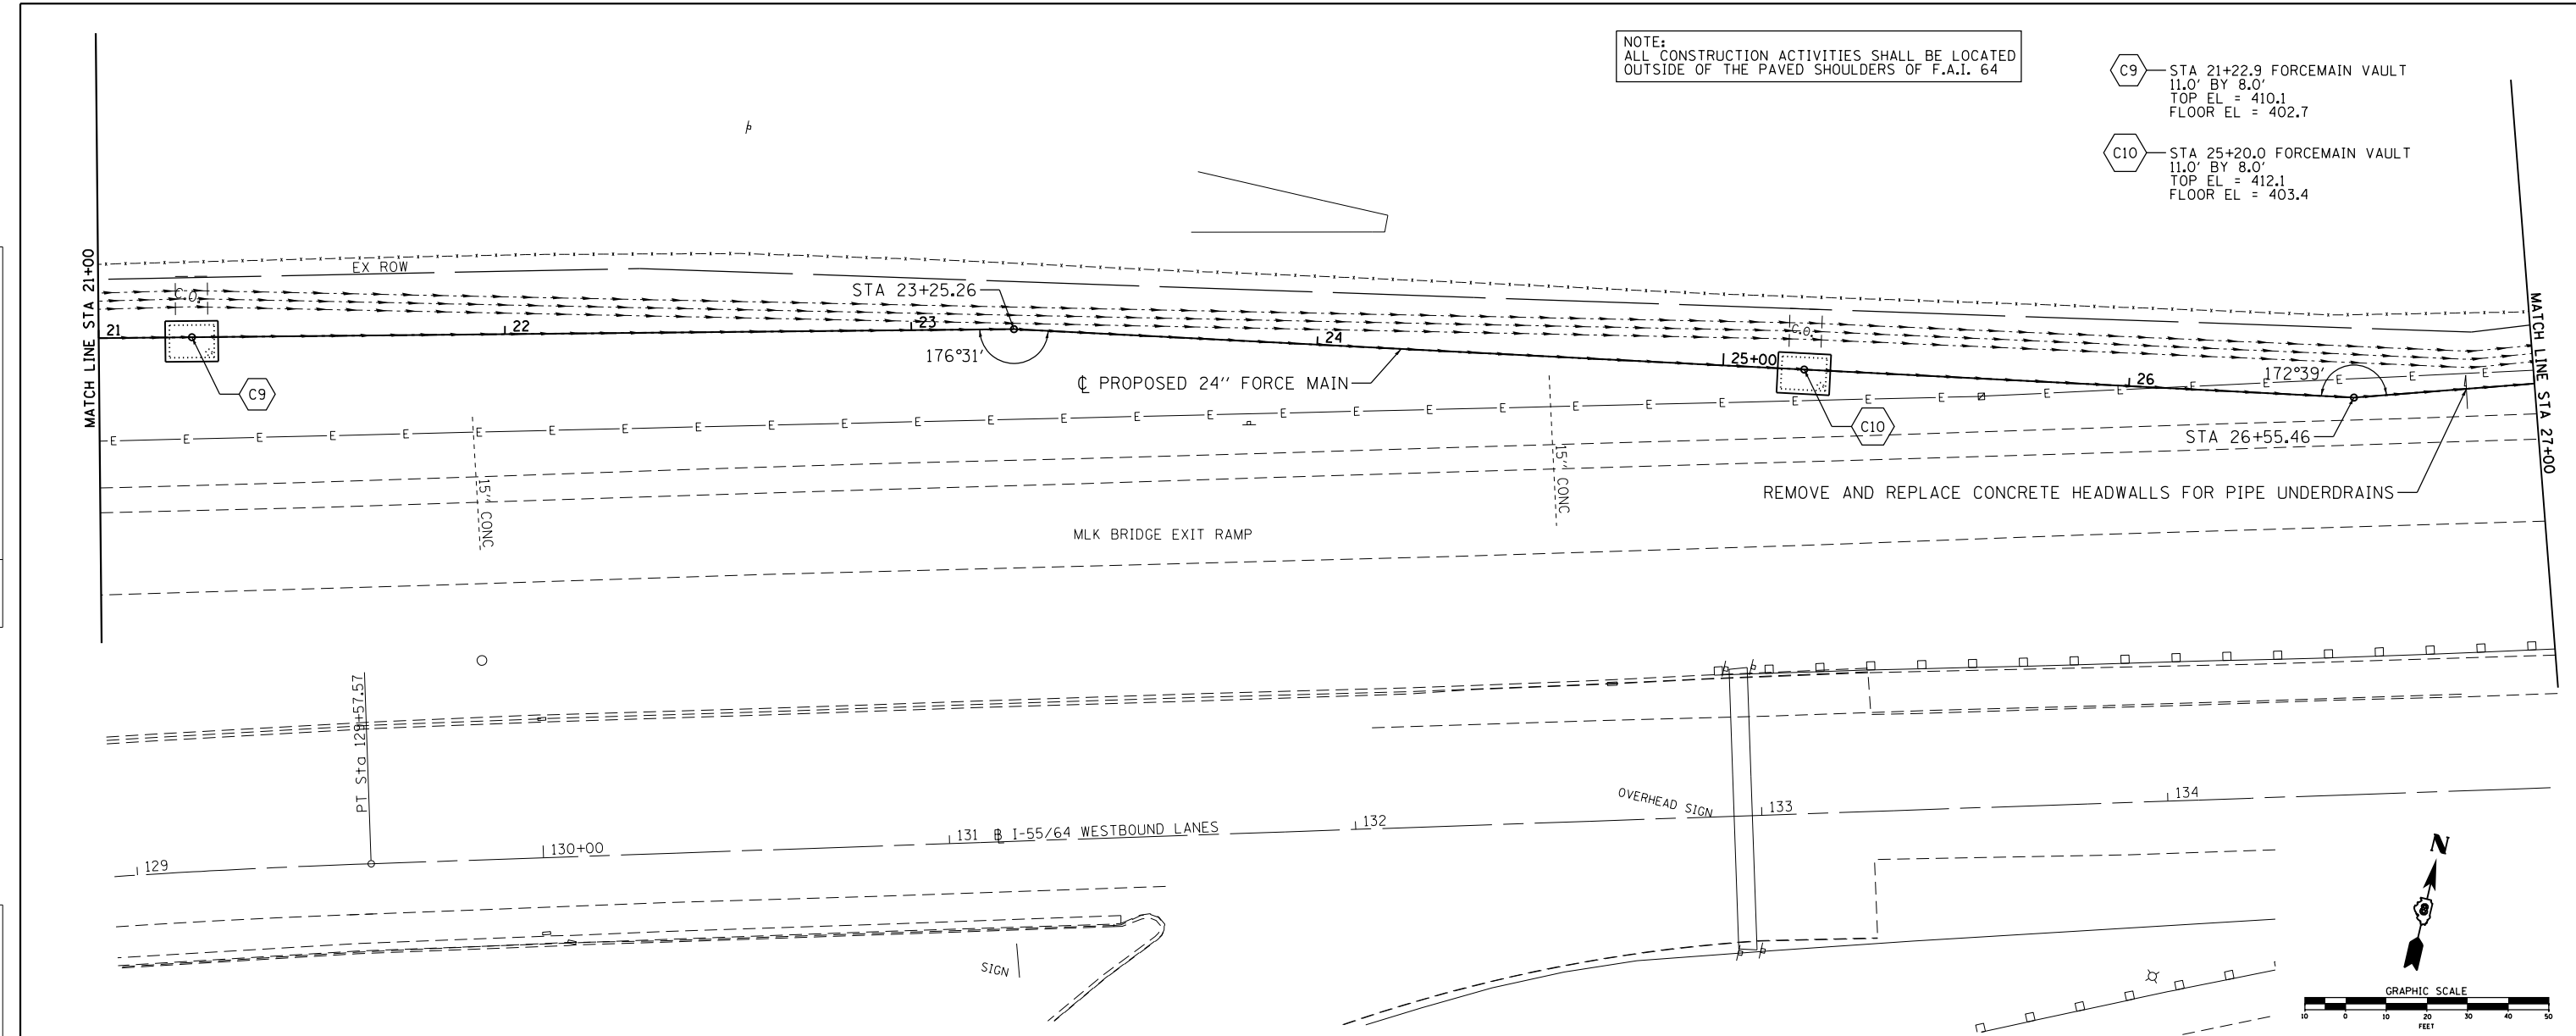 NOTE:
ALL CONSTRUCTION ACTIVITIES SHALL BE LOCATED
OUTSIDE OF THE PAVED SHOULDERS OF F.A.I. 64
C9
STA 21+22.9 FORCEMAIN VAULT
11.0' BY 8.0'
TOP EL = 410.1
FLOOR EL = 402.7
C10
STA 25+20.0 FORCEMAIN VAULT
11.0' BY 8.0'
TOP EL = 412.1
FLOOR EL = 403.4
MATCH LINE STA 21+00
EX ROW
C.O.
STA 23+25.26
21
22
23
24
25+00
C.O.
26
176°31'
172°39'
MATCH LINE STA 27+00
℄ PROPOSED 24'' FORCE MAIN
C9
C10
STA 26+55.46
E E E E E E E E E E E E E E E E E E E E E E E E E E E E E E E E E
15'' CONC
15'' CONC
REMOVE AND REPLACE CONCRETE HEADWALLS FOR PIPE UNDERDRAINS
MLK BRIDGE EXIT RAMP
PT Sta 129+57.57
OVERHEAD SIGN
129
130+00
131
B I-55/64 WESTBOUND LANES
132
133
134
SIGN
N
8
GRAPHIC SCALE
10 0 10 20 30 40 50
FEET